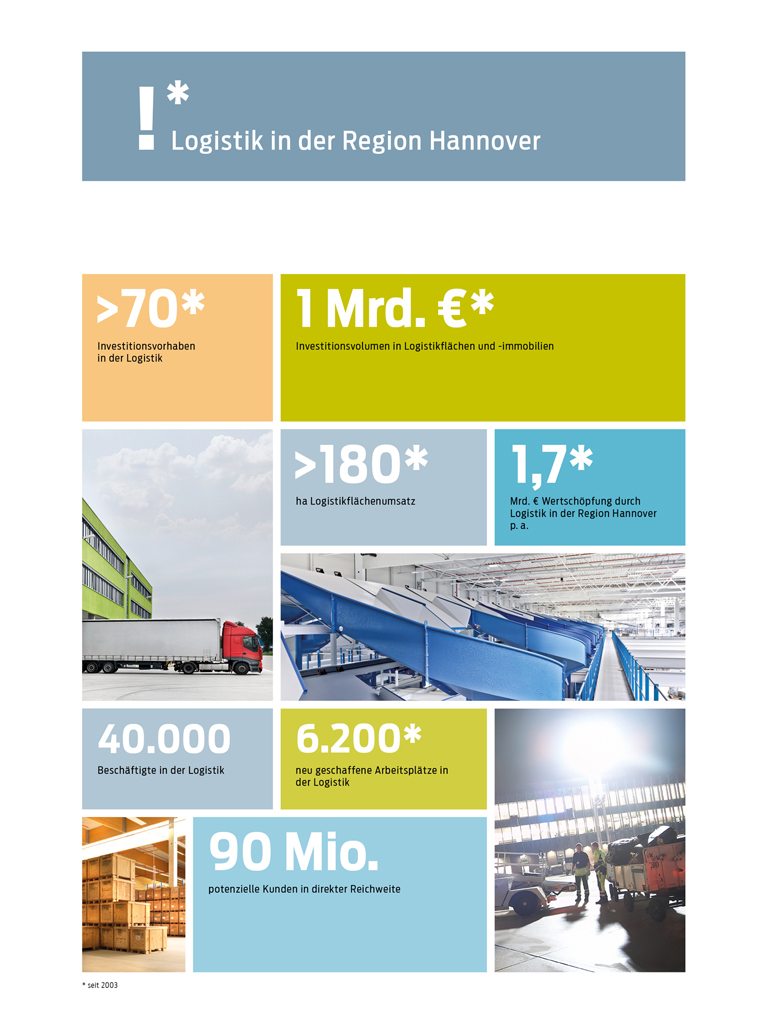 !*
Logistik in der Region Hannover
>70*
Investitionsvorhaben
in der Logistik
1 Mrd. €*
Investitionsvolumen in Logistikflächen und -immobilien
>180*
ha Logistikflächenumsatz
1,7*
Mrd. € Wertschöpfung durch
Logistik in der Region Hannover
p. a.
40.000
Beschäftigte in der Logistik
6.200*
neu geschaffene Arbeitsplätze in
der Logistik
90 Mio.
potenzielle Kunden in direkter Reichweite
* seit 2003